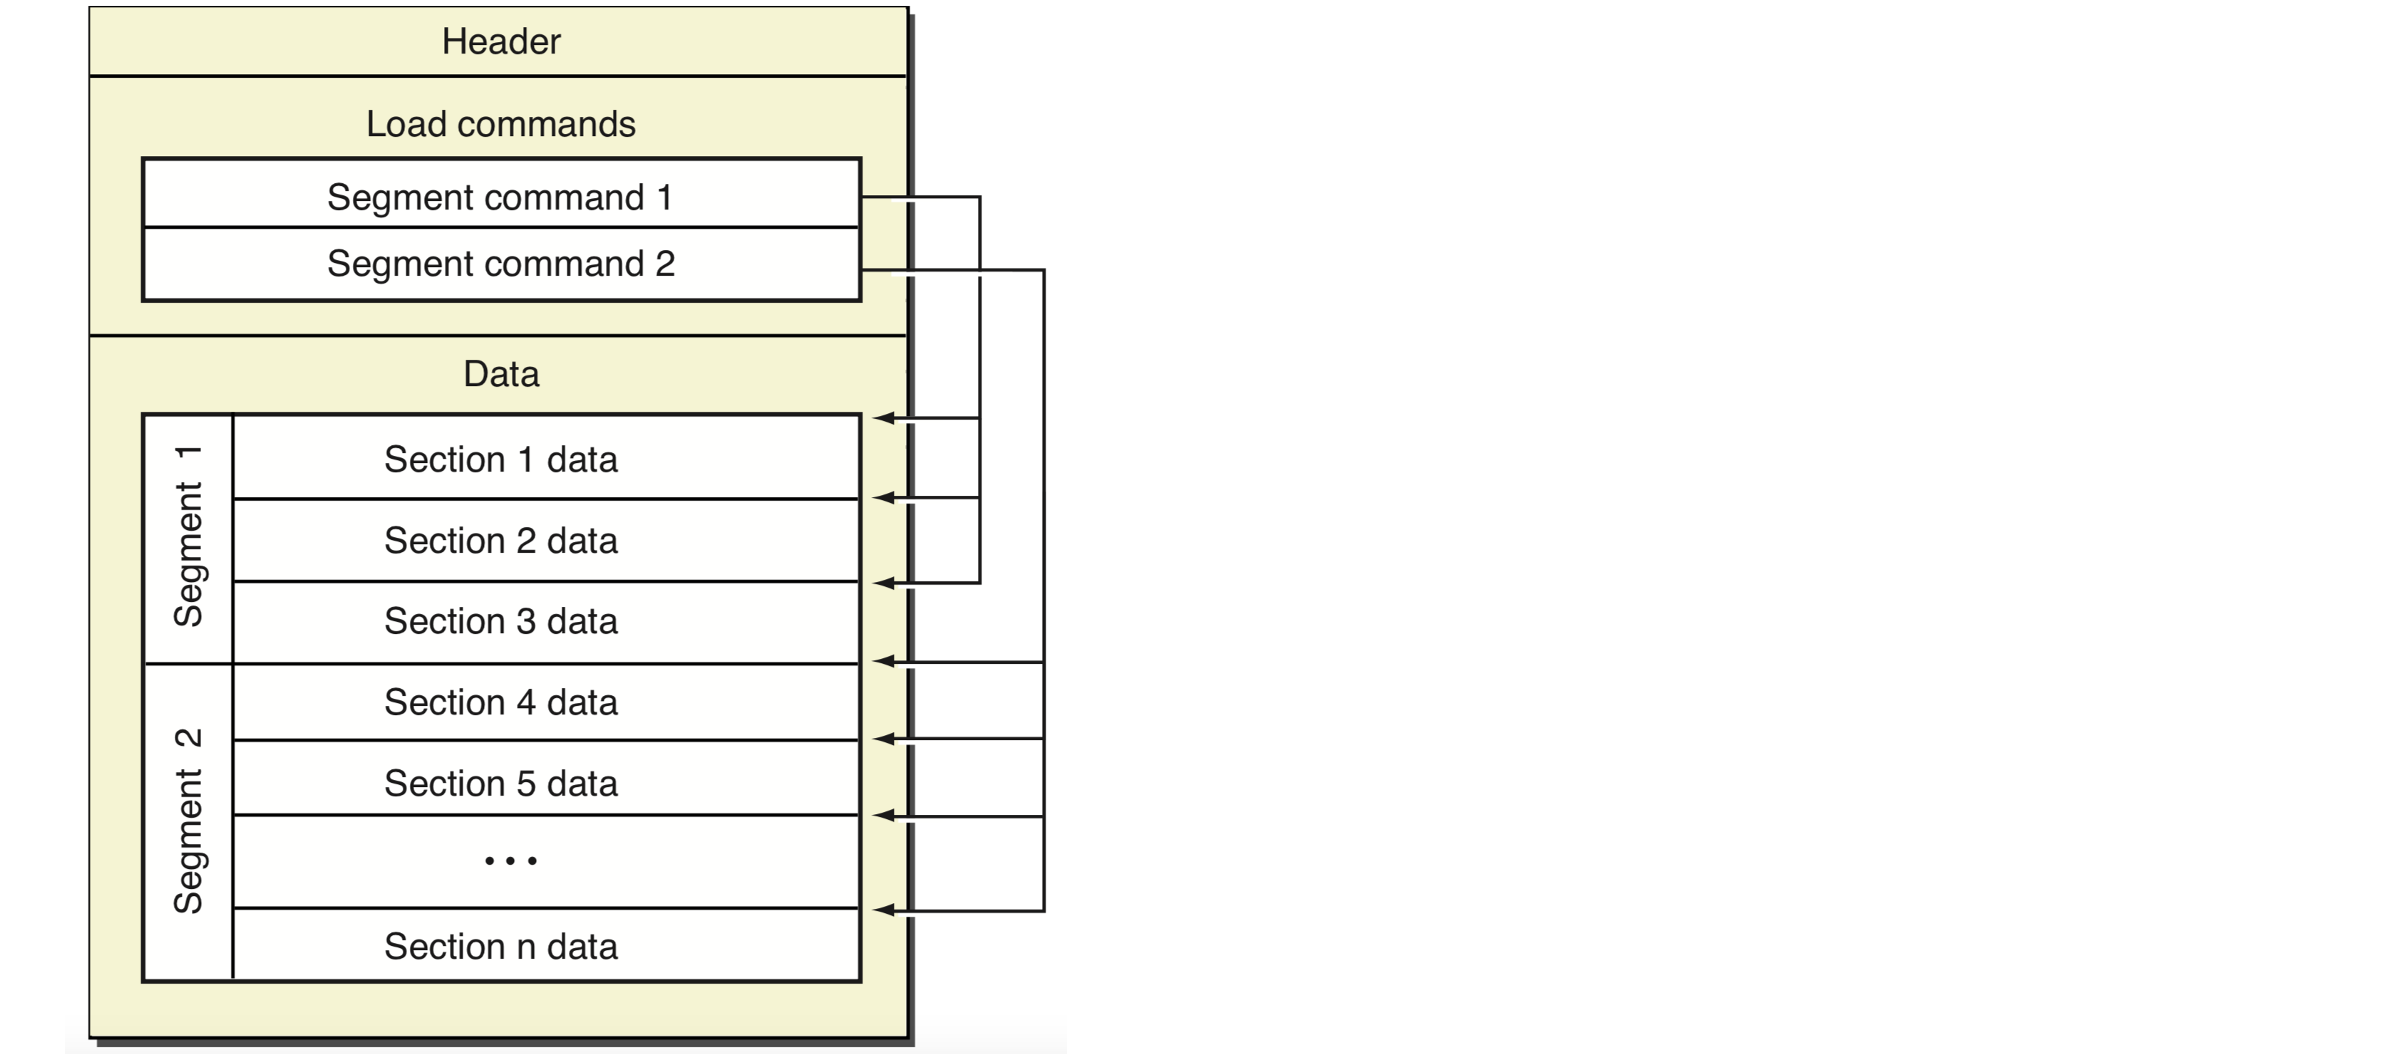 Header
Load commands
Segment command 1
Segment command 2
Data
Segment 1
Section 1 data
Section 2 data
Section 3 data
Segment 2
Section 4 data
Section 5 data
...
Section n data